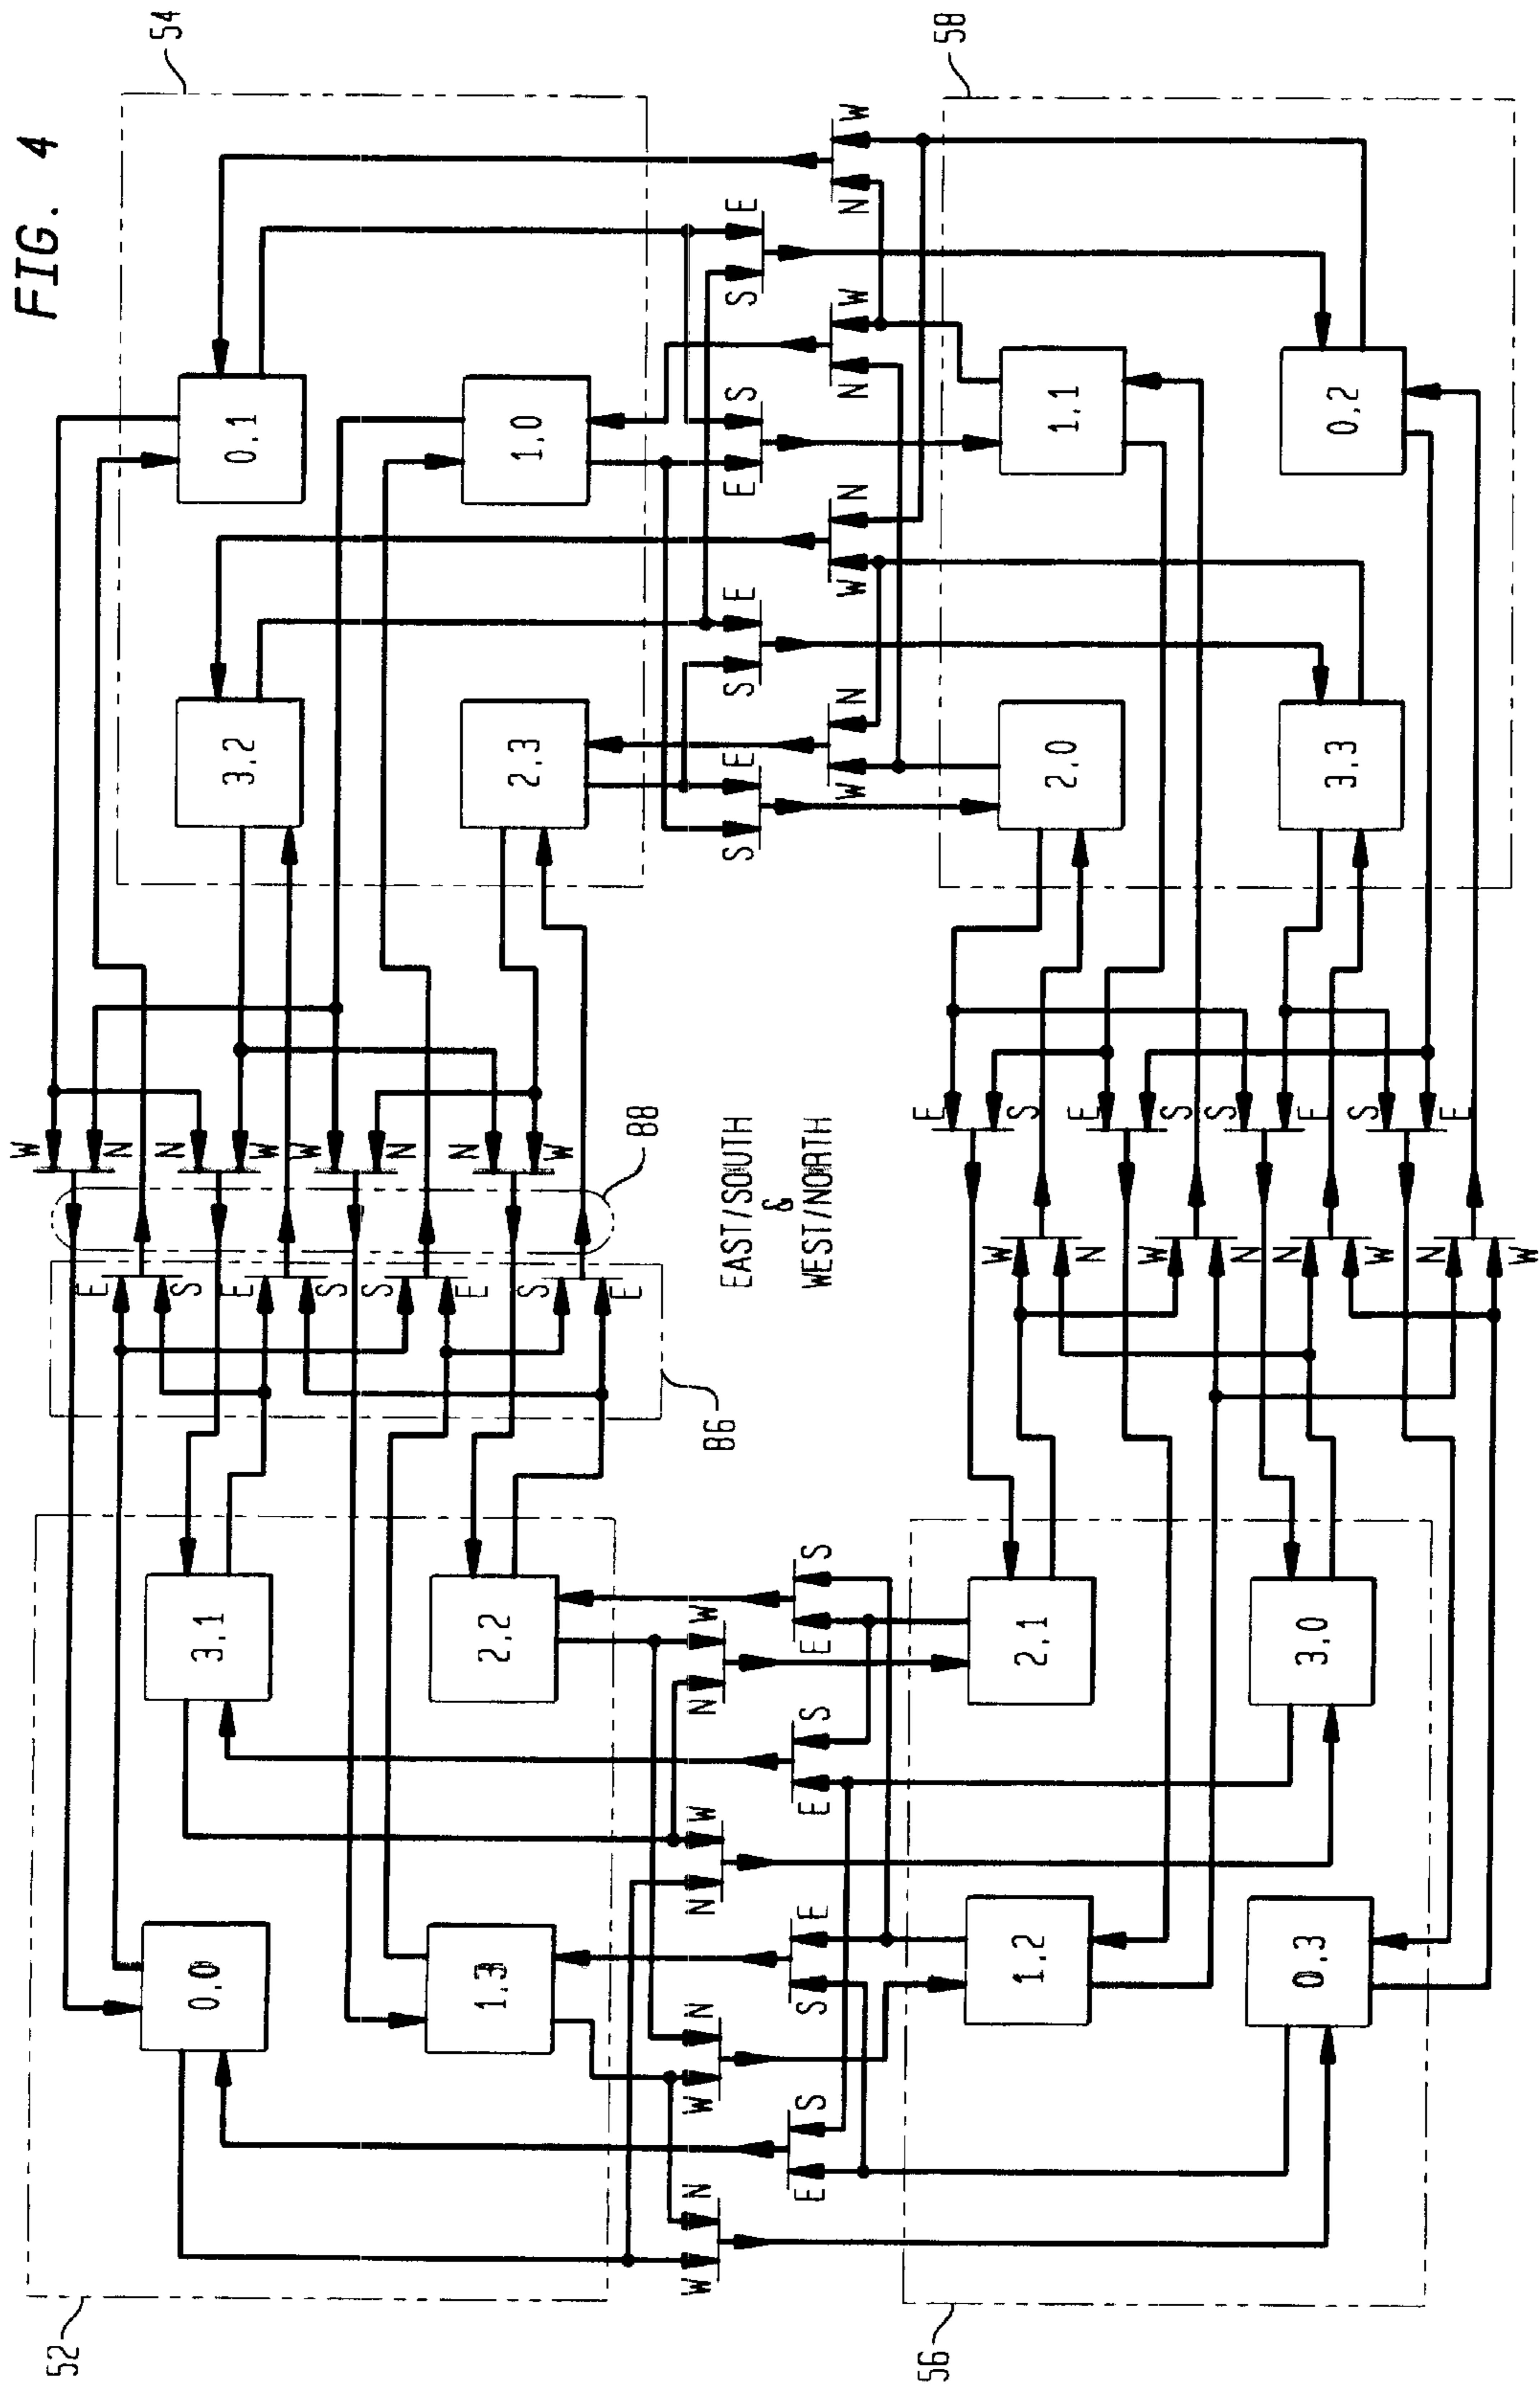 FIG. 4
52
54
W
E
N
N
S
0,0 3,1 3,2 0,1
E
W
W
S
S
N
N
E
1,3 2,2 2,3 1,0
S
W
E
88
86
W N W N N W N W S E S E E S S E
EAST/SOUTH
&
WEST/NORTH
E S S E E S E S W N W N N W N W
E
56
58
W
S
1,2 2,1 2,0 1,1
E
N
W
S
S
N
N
E
0,3 3,0 3,3 0,2
S
W
N
E
W